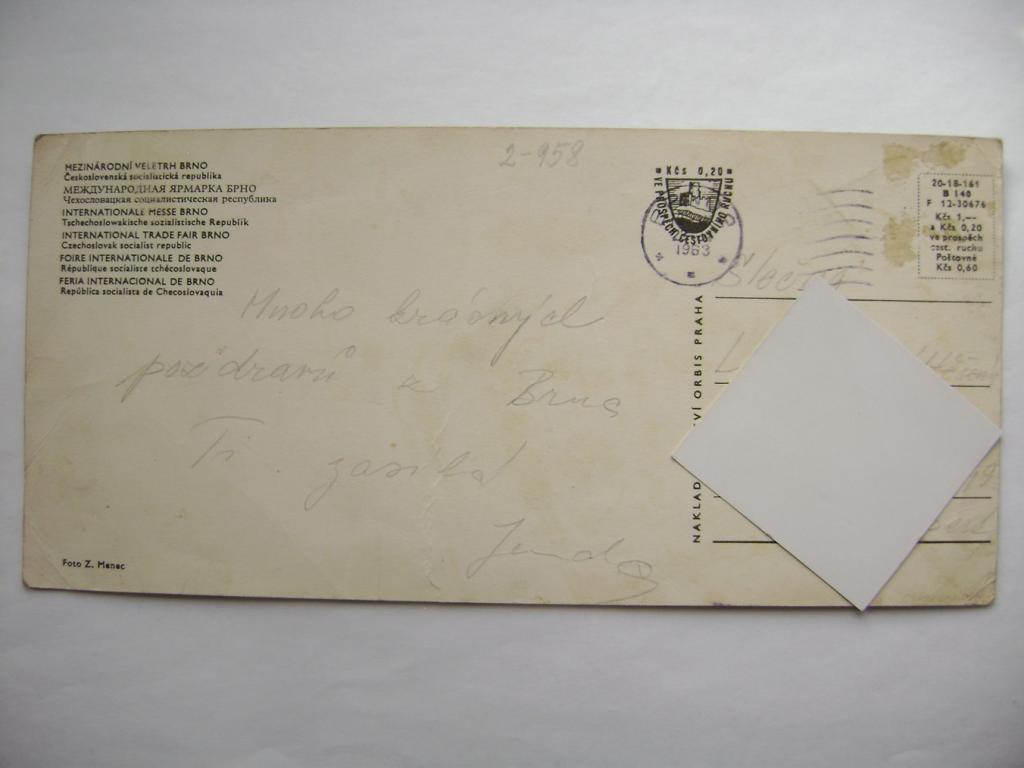 2-958
MEZINÁRODNÍ VELETRH BRNO
Československá socialistická republika
МЕЖДУНАРОДНАЯ ЯРМАРКА БРНО
Чехословацкая социалистическая республика
INTERNATIONALE MESSE BRNO
Tschechoslowakische sozialistische Republik
INTERNATIONAL TRADE FAIR BRNO
Czechoslovak socialist republic
FOIRE INTERNATIONALE DE BRNO
République socialiste tchécoslovaque
FERIA INTERNACIONAL DE BRNO
República socialista de Checoslovaquia
Kčs 0,20
VE PROSPĚCH CESTOVNÍHO RUCHU
1963
20-18-161
B 140
F 12-30676
Kčs 1,—
a Kčs 0,20
ve prospěch
cest. ruchu
Poštovné
Kčs 0,60
Mnoho krásných
pozdravů z Brna
Ti zasílá
Jenda
Slečna
NAKLAD VÍ ORBIS PRAHA
Foto Z. Menec